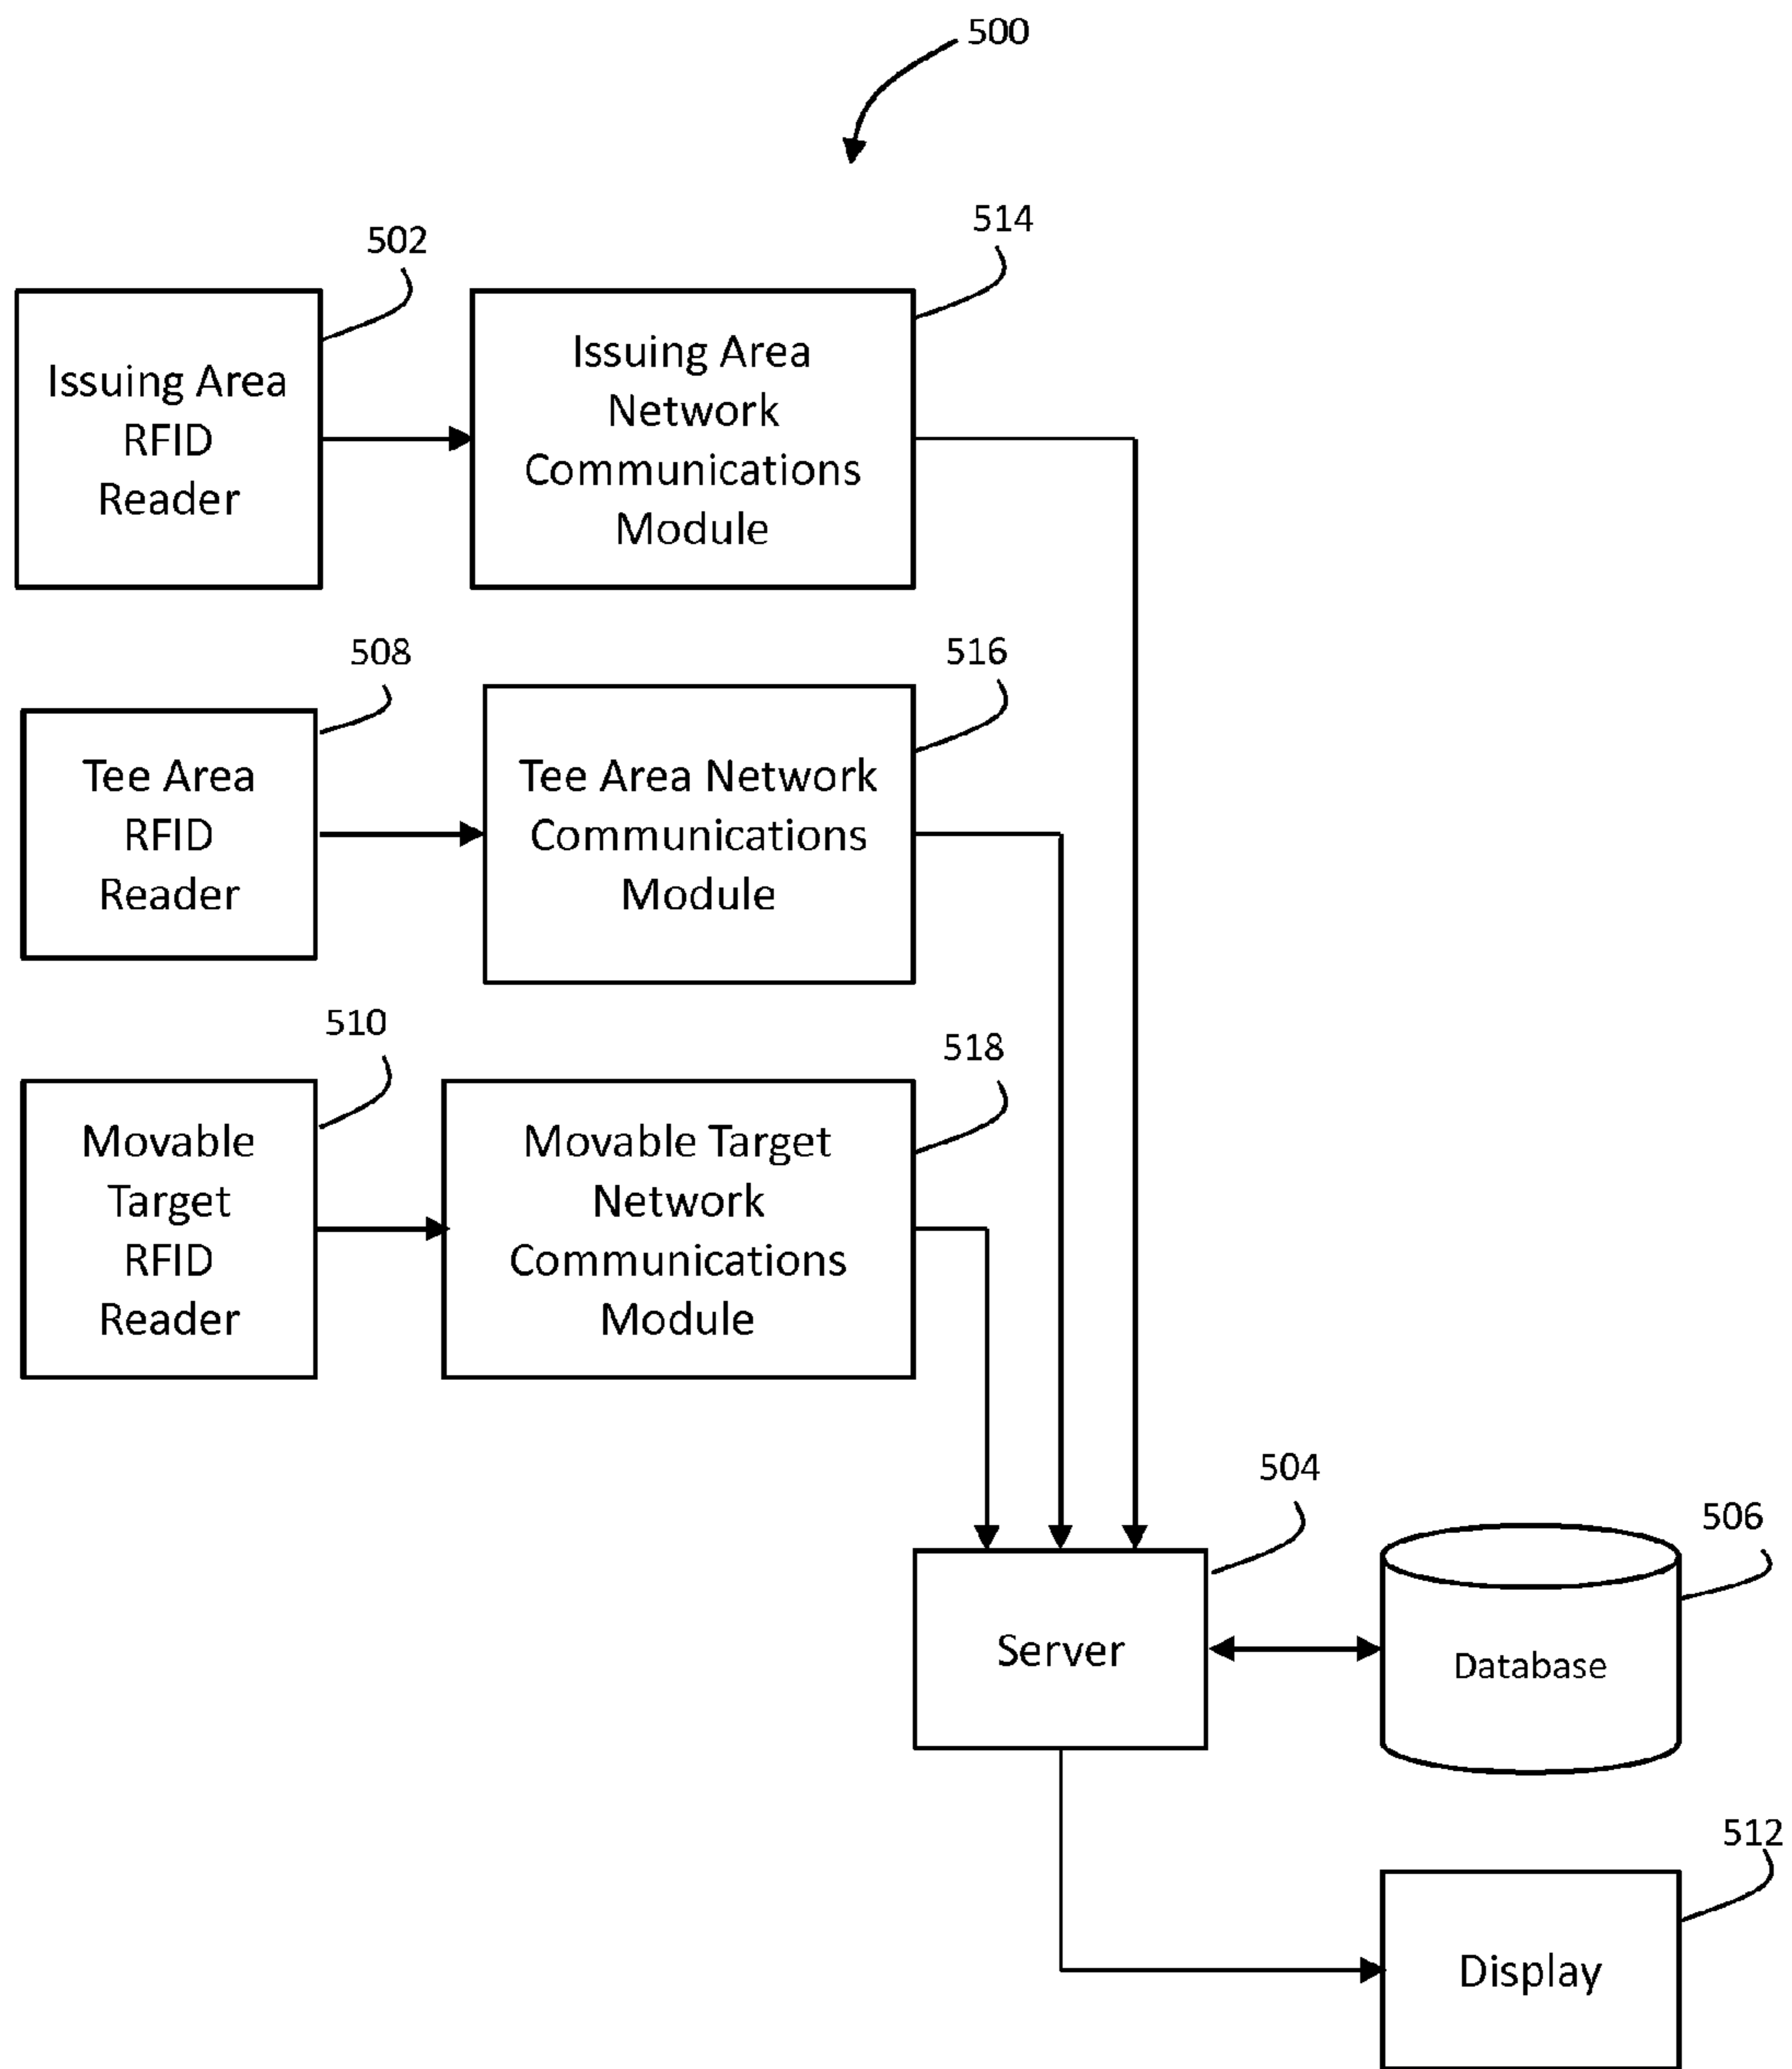 500
502
514
Issuing Area
RFID
Reader
Issuing Area
Network
Communications
Module
508
516
Tee Area
RFID
Reader
Tee Area Network
Communications
Module
510
518
Movable
Target
RFID
Reader
Movable Target
Network
Communications
Module
504
506
Server
Database
512
Display